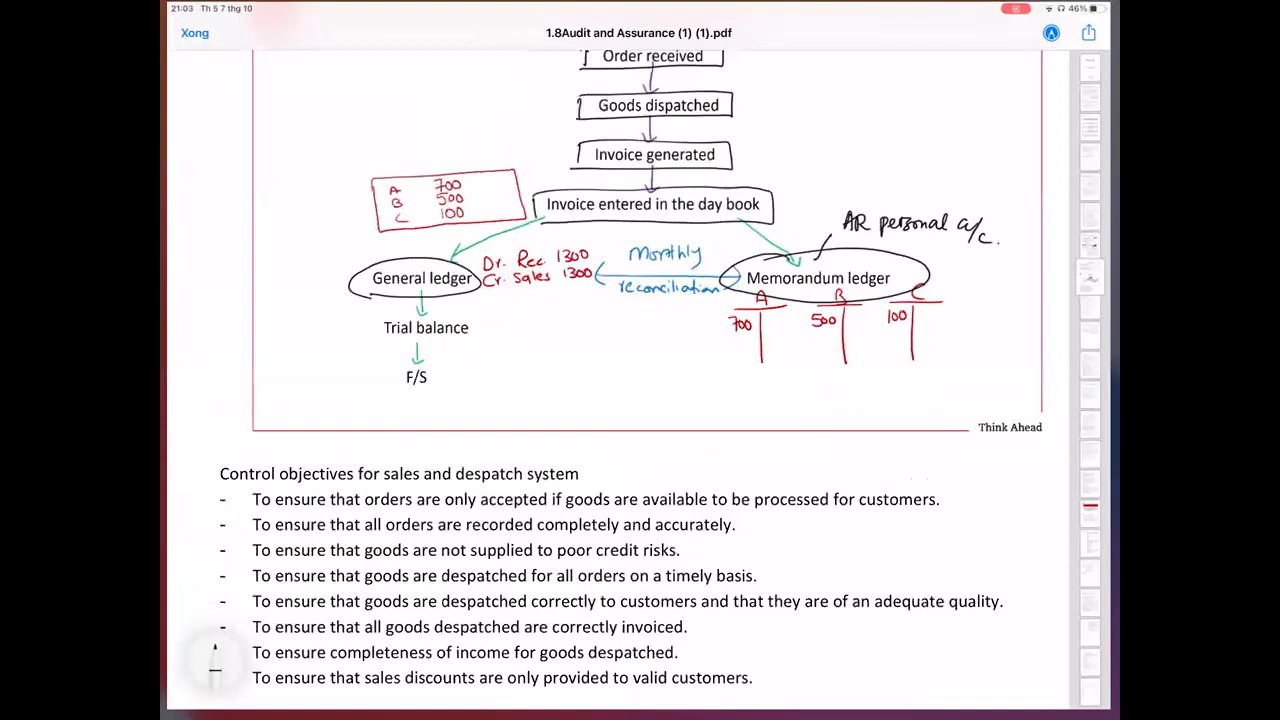 21:03 Th 5 7 thg 10
46%
Xong
1.8Audit and Assurance (1) (1).pdf
Order received
Goods dispatched
Invoice generated
A 700
B 500
C 100
Invoice entered in the day book
AR personal a/c.
General ledger
Dr. Rec. 1300
Cr. Sales 1300
Monthly
reconciliation
Memorandum ledger
A B C
700 500 100
Trial balance
F/S
Think Ahead
Control objectives for sales and despatch system
- To ensure that orders are only accepted if goods are available to be processed for customers.
- To ensure that all orders are recorded completely and accurately.
- To ensure that goods are not supplied to poor credit risks.
- To ensure that goods are despatched for all orders on a timely basis.
- To ensure that goods are despatched correctly to customers and that they are of an adequate quality.
- To ensure that all goods despatched are correctly invoiced.
To ensure completeness of income for goods despatched.
To ensure that sales discounts are only provided to valid customers.